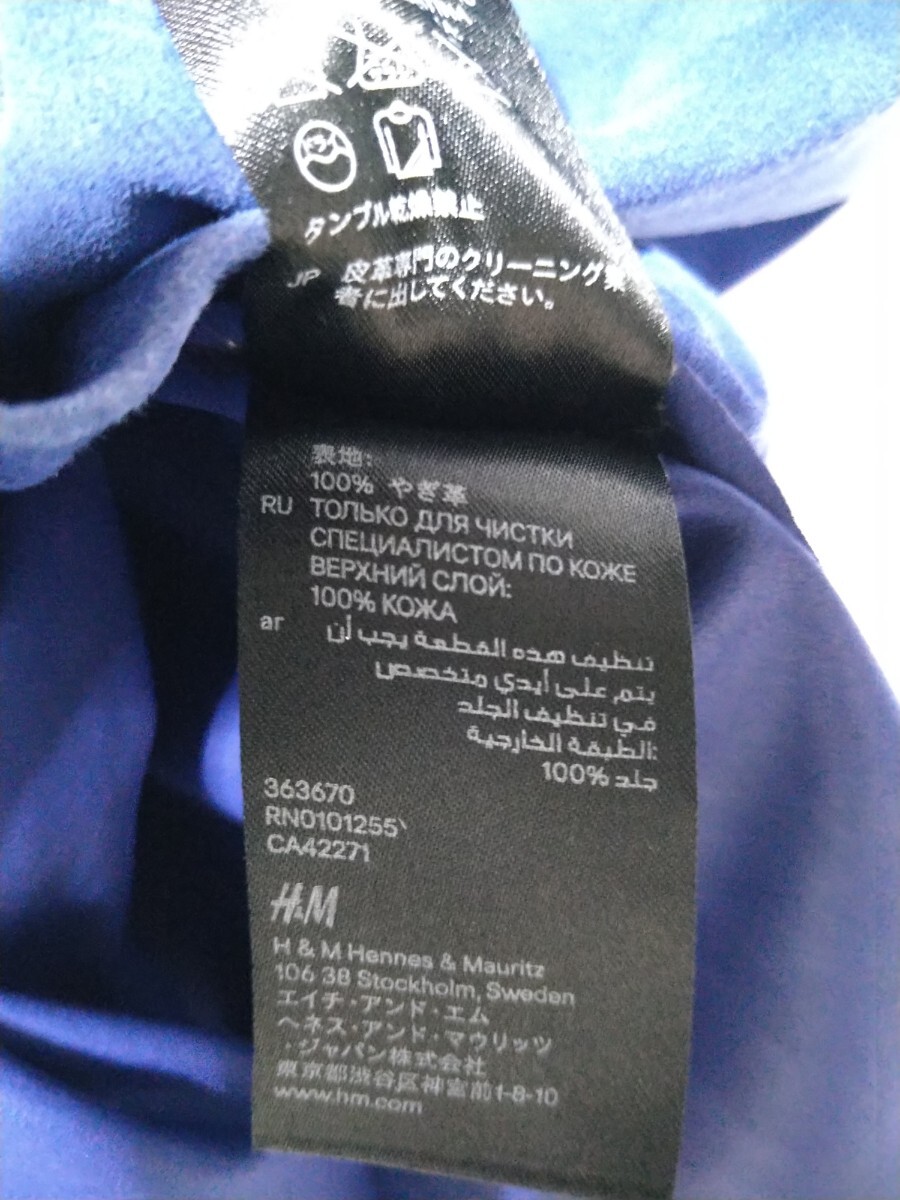 タンブル乾燥禁止
JP 皮革専門のクリーニング業
者に出してください。
表地:
100% やぎ革
RU ТОЛЬКО ДЛЯ ЧИСТКИ
СПЕЦИАЛИСТОМ ПО КОЖЕ
ВЕРХНИЙ СЛОЙ:
100% КОЖА
ar تنظيف هذه القطعة يجب أن
يتم على أيدي متخصص
في تنظيف الجلد
الطبقة الخارجية:
جلد %100
363670
RN0101255
CA42271
H&M
H & M Hennes & Mauritz
106 38 Stockholm, Sweden
エイチ・アンド・エム
ヘネス・アンド・マウリッツ
・ジャパン株式会社
東京都渋谷区神宮前1-8-10
www.hm.com